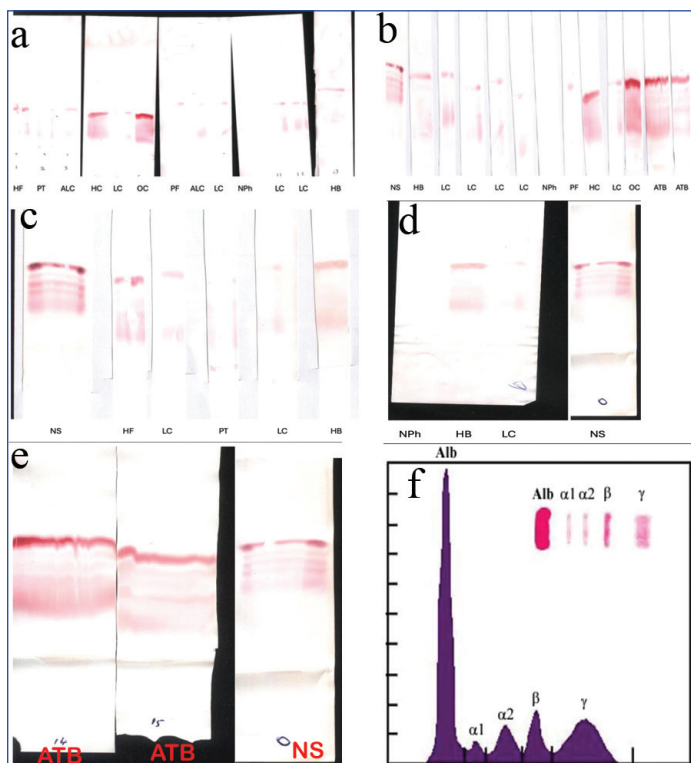 a
HF PT ALC HC LC OC PF ALC LC NPh LC LC HB
b
NS HB LC LC LC LC NPh PF HC LC OC ATB ATB
c
NS HF LC PT LC HB
d
0
NPh HB LC NS
e
14
15
0
ATB ATB NS
f
Alb
α1
α2
β
γ
Alb α1 α2 β γ